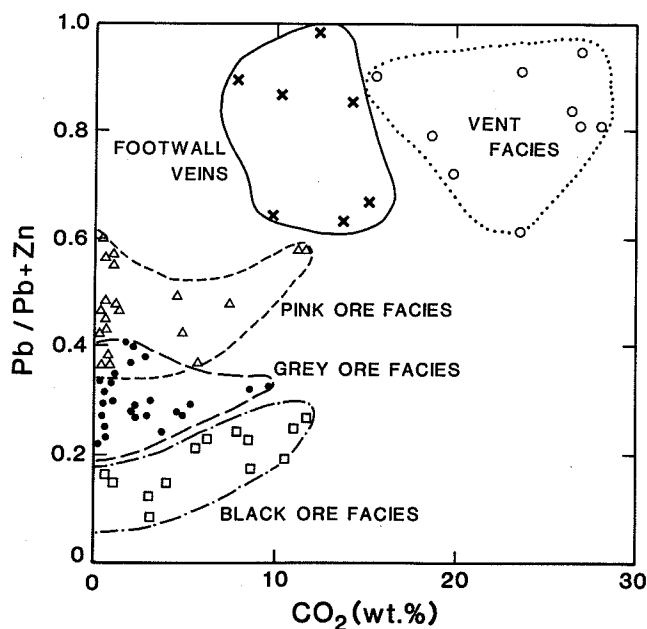 1.0
0.8
0.6
0.4
0.2
0
Pb / Pb+Zn
FOOTWALL
VEINS
VENT
FACIES
PINK ORE FACIES
GREY ORE FACIES
BLACK ORE FACIES
0
10
20
30
CO₂ (wt.%)